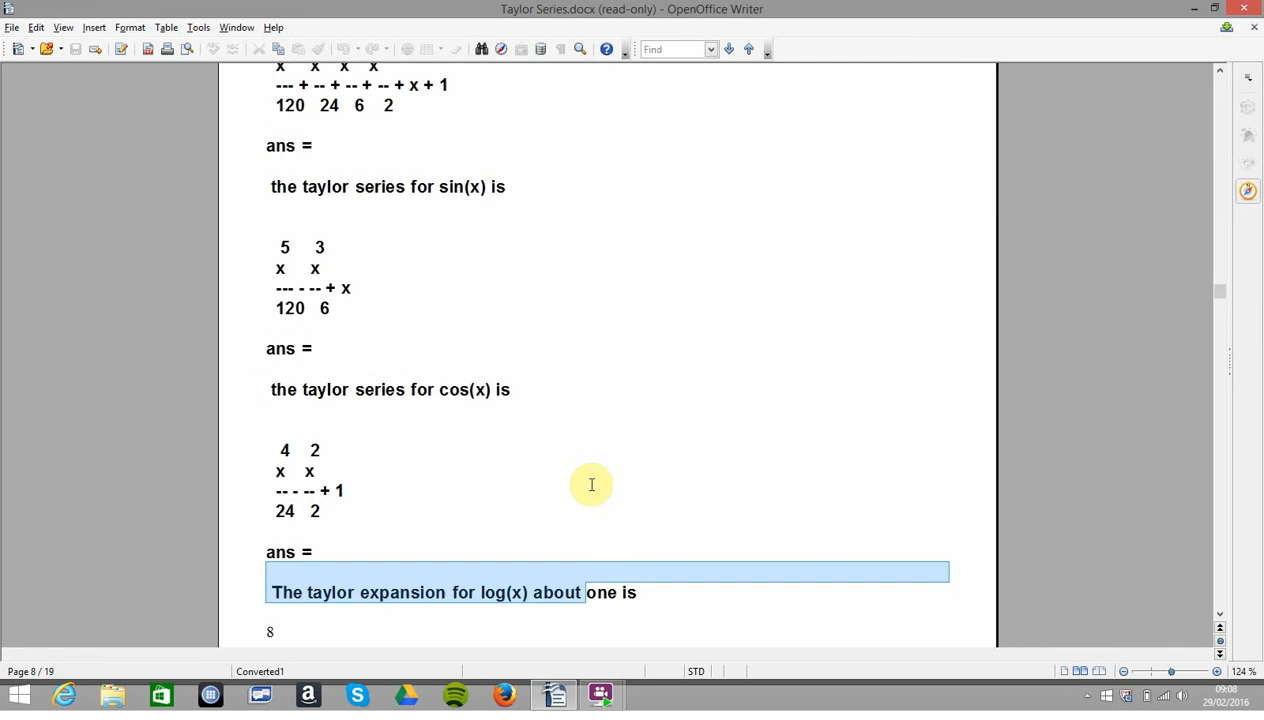 Taylor Series.docx (read-only) - OpenOffice Writer
File Edit View Insert Format Table Tools Window Help
Find
x x x x
--- + -- + -- + -- + x + 1
120 24 6 2
ans =
the taylor series for sin(x) is
5 3
x x
--- - -- + x
120 6
ans =
the taylor series for cos(x) is
4 2
x x
-- - -- + 1
24 2
ans =
The taylor expansion for log(x) about one is
8
Page 8 / 19 Converted1 STD 124 %
09:08
29/02/2016